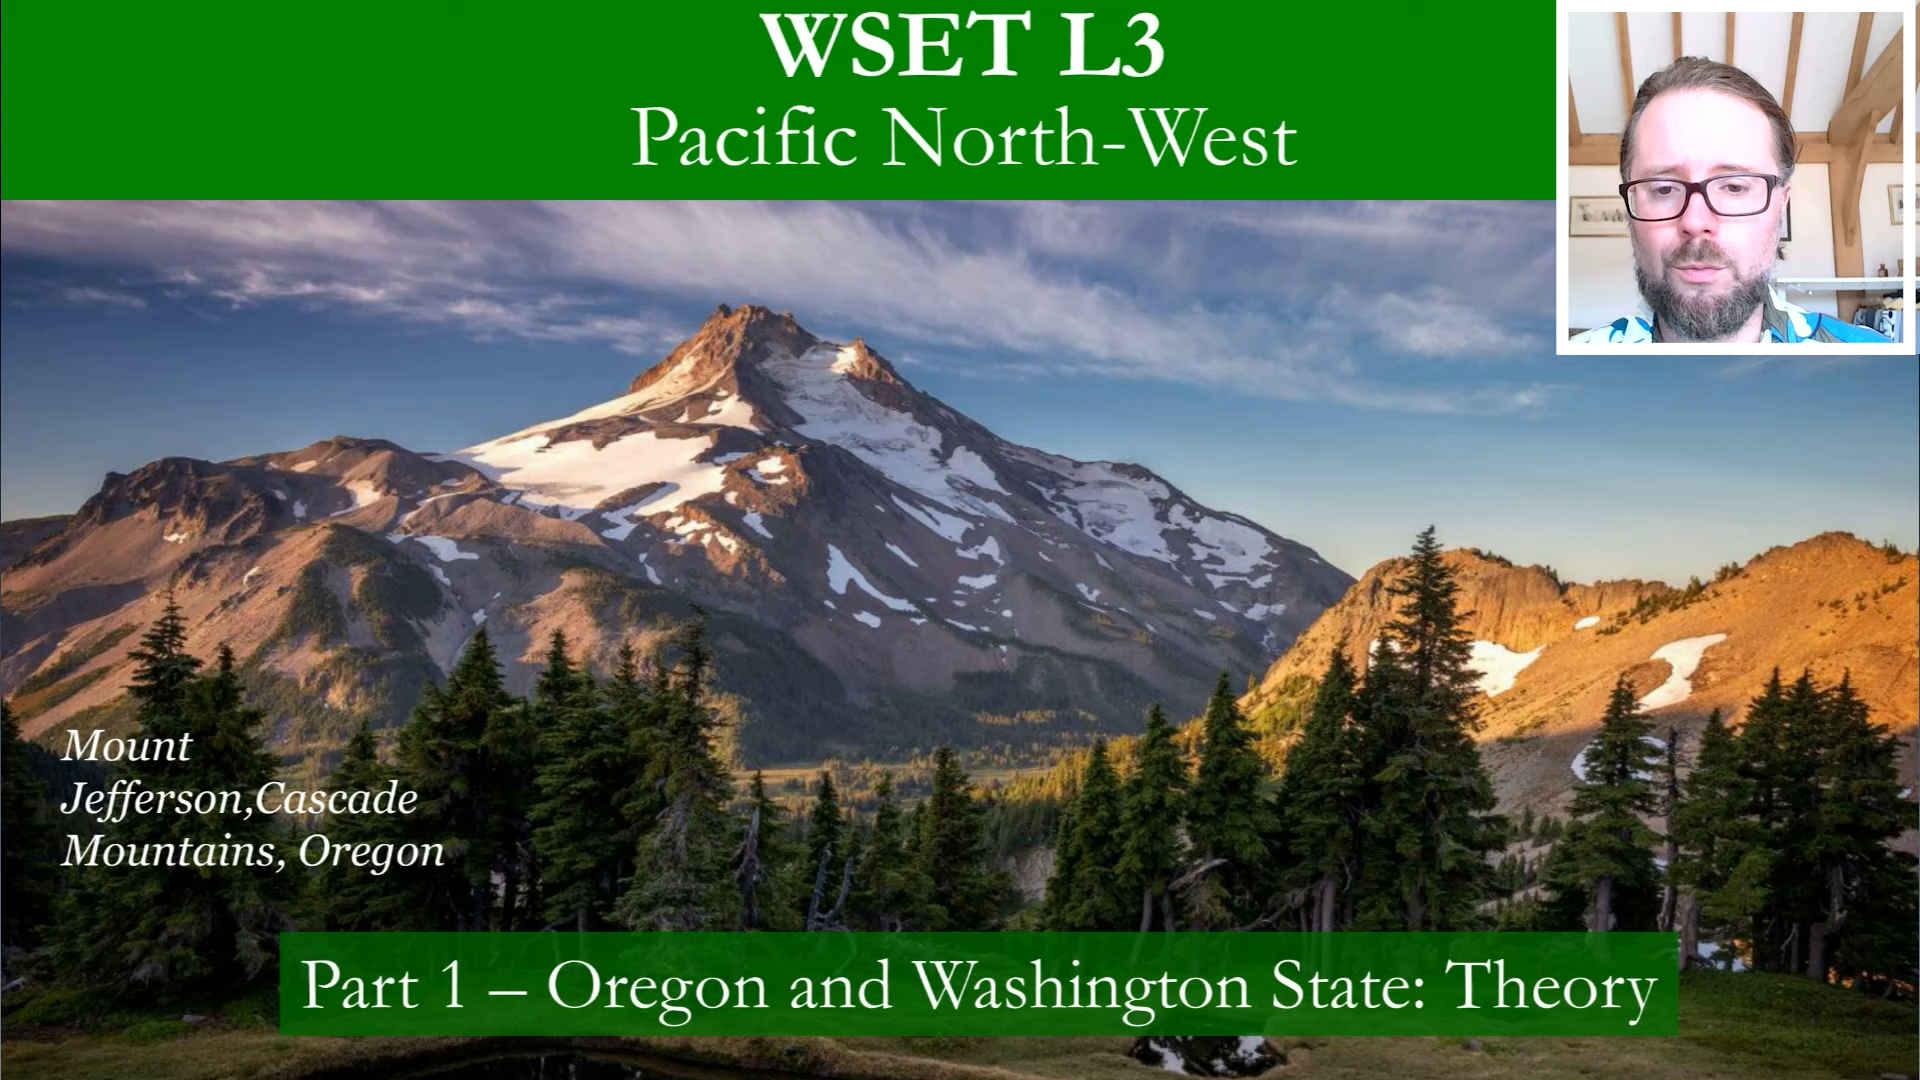 WSET L3
Pacific North-West
Mount
Jefferson,Cascade
Mountains, Oregon
Part 1 – Oregon and Washington State: Theory